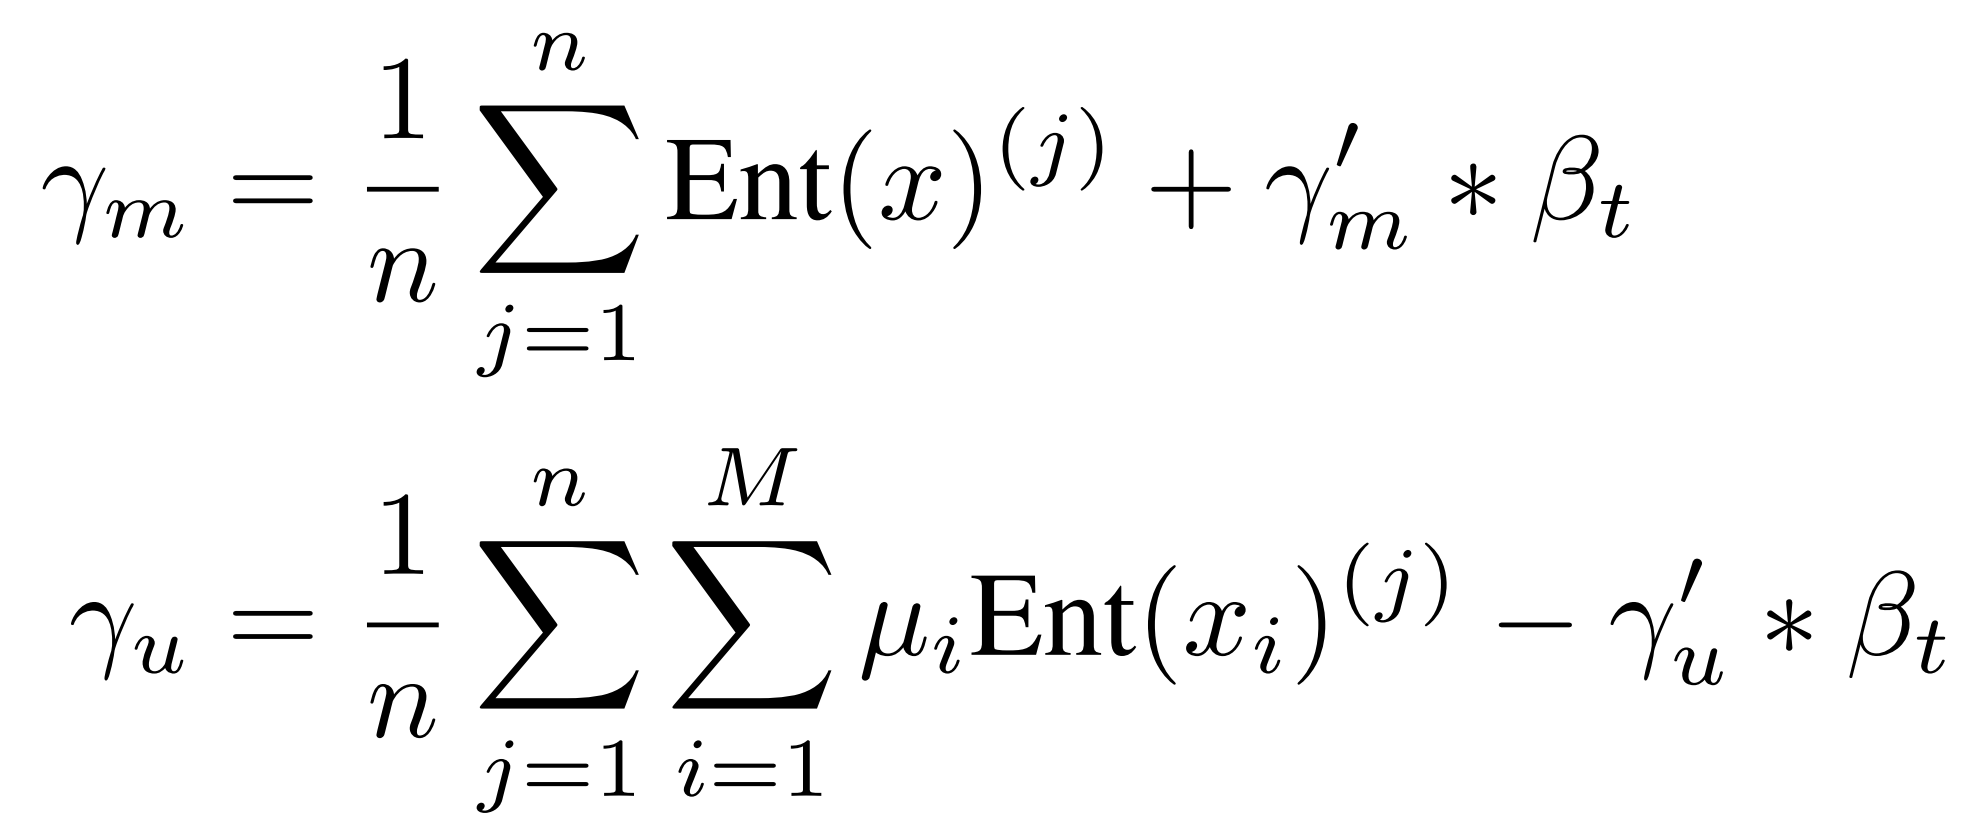 γ_m = \frac{1}{n} \sum_{j=1}^{n} Ent(x)^{(j)} + γ'_m * β_t
γ_u = \frac{1}{n} \sum_{j=1}^{n} \sum_{i=1}^{M} μ_i Ent(x_i)^{(j)} − γ'_u * β_t